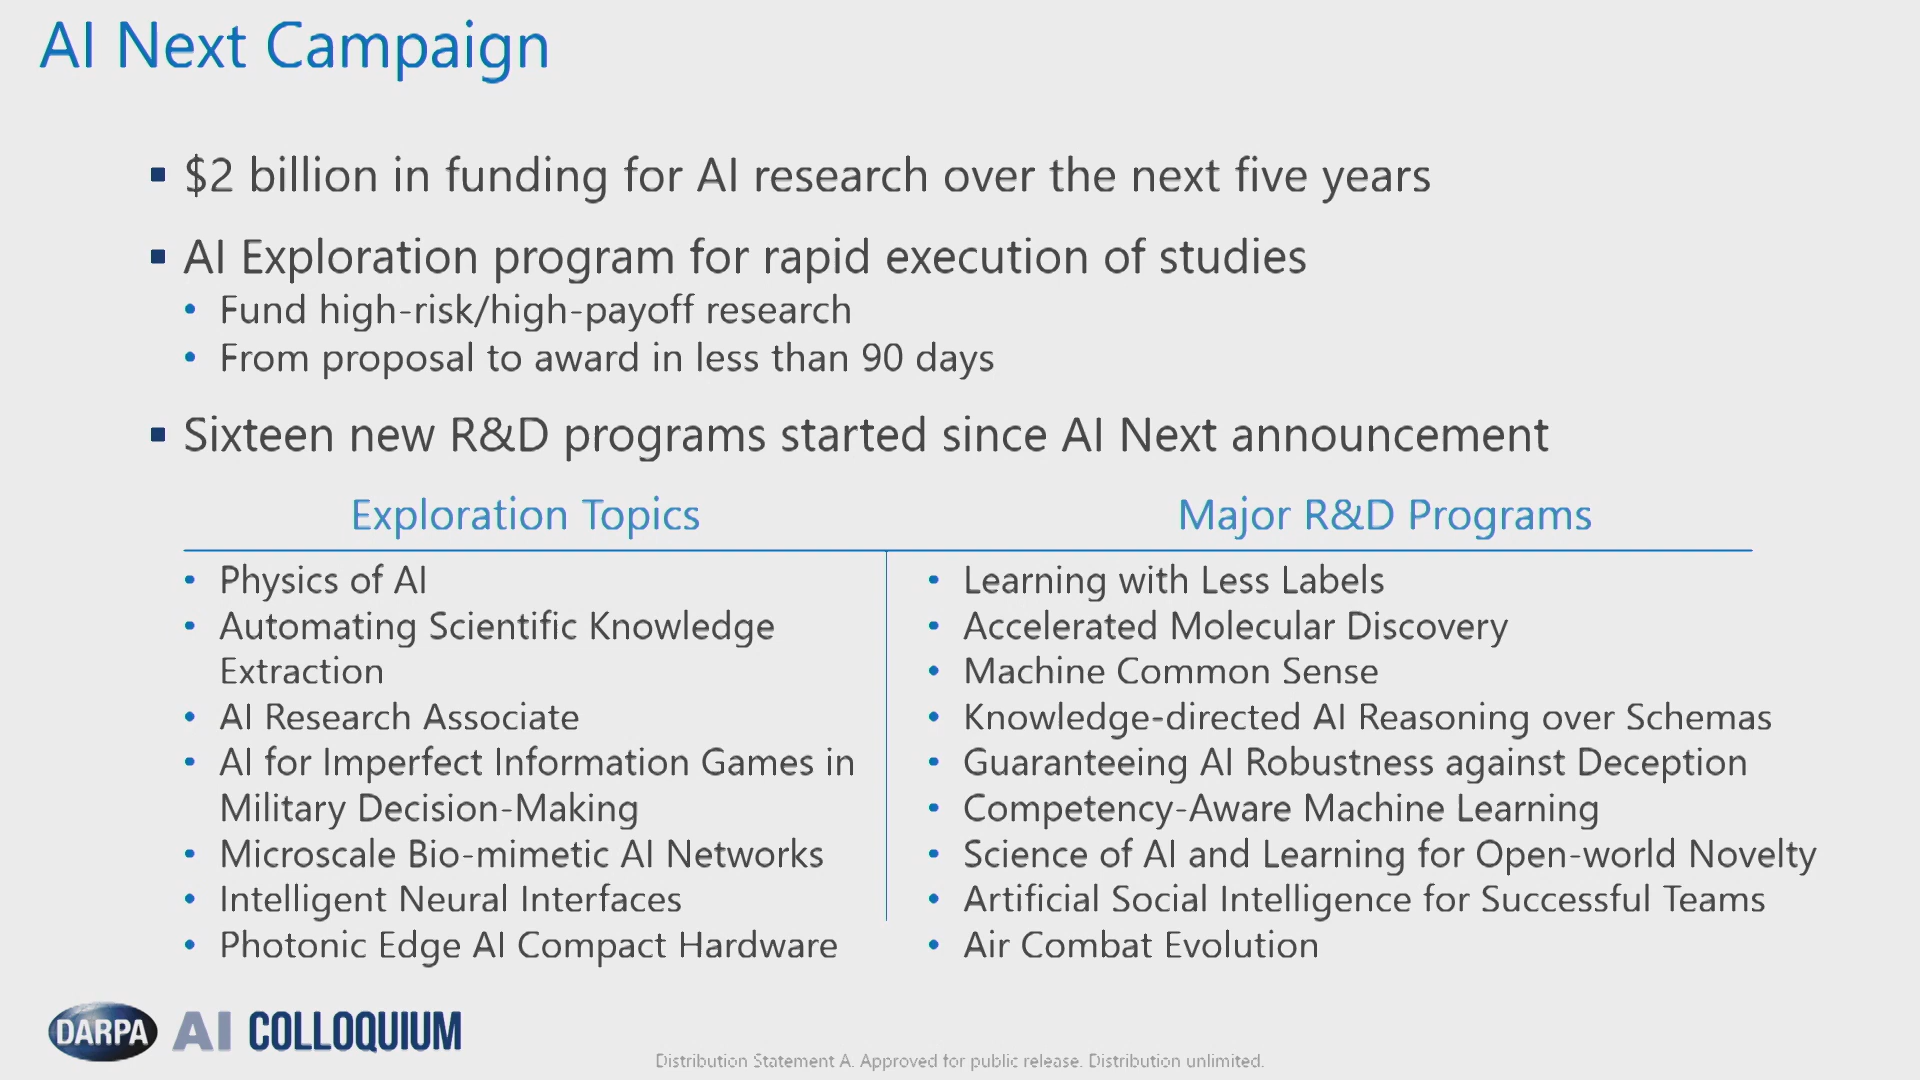 AI Next Campaign
$2 billion in funding for AI research over the next five years
AI Exploration program for rapid execution of studies
Fund high-risk/high-payoff research
From proposal to award in less than 90 days
Sixteen new R&D programs started since AI Next announcement
Exploration Topics
Physics of AI
Automating Scientific Knowledge
Extraction
AI Research Associate
AI for Imperfect Information Games in
Military Decision-Making
Microscale Bio-mimetic AI Networks
Intelligent Neural Interfaces
Photonic Edge AI Compact Hardware
Major R&D Programs
Learning with Less Labels
Accelerated Molecular Discovery
Machine Common Sense
Knowledge-directed AI Reasoning over Schemas
Guaranteeing AI Robustness against Deception
Competency-Aware Machine Learning
Science of AI and Learning for Open-world Novelty
Artificial Social Intelligence for Successful Teams
Air Combat Evolution
DARPA AI COLLOQUIUM
Distribution Statement A. Approved for public release. Distribution unlimited.